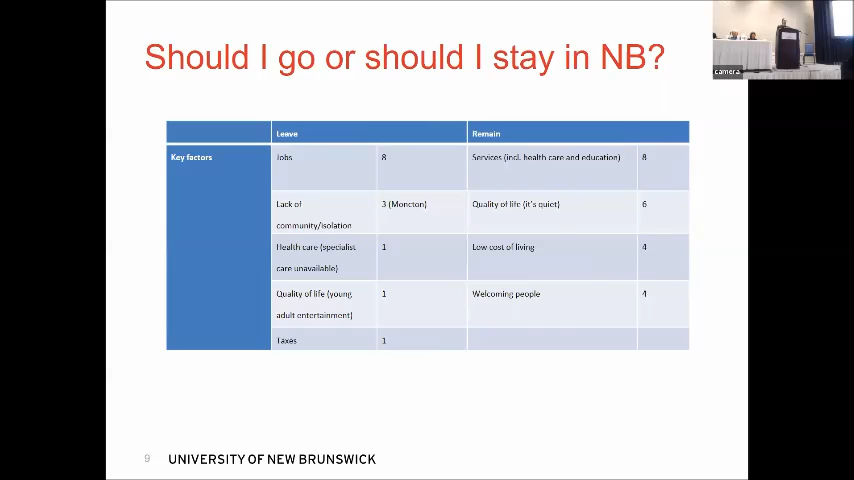 Should I go or should I stay in NB?
camera
Leave Remain
Key factors Jobs 8 Services (incl. health care and education) 8
Lack of 3 (Moncton) Quality of life (it's quiet) 6
community/isolation
Health care (specialist 1 Low cost of living 4
care unavailable)
Quality of life (young 1 Welcoming people 4
adult entertainment)
Taxes 1
9 UNIVERSITY OF NEW BRUNSWICK